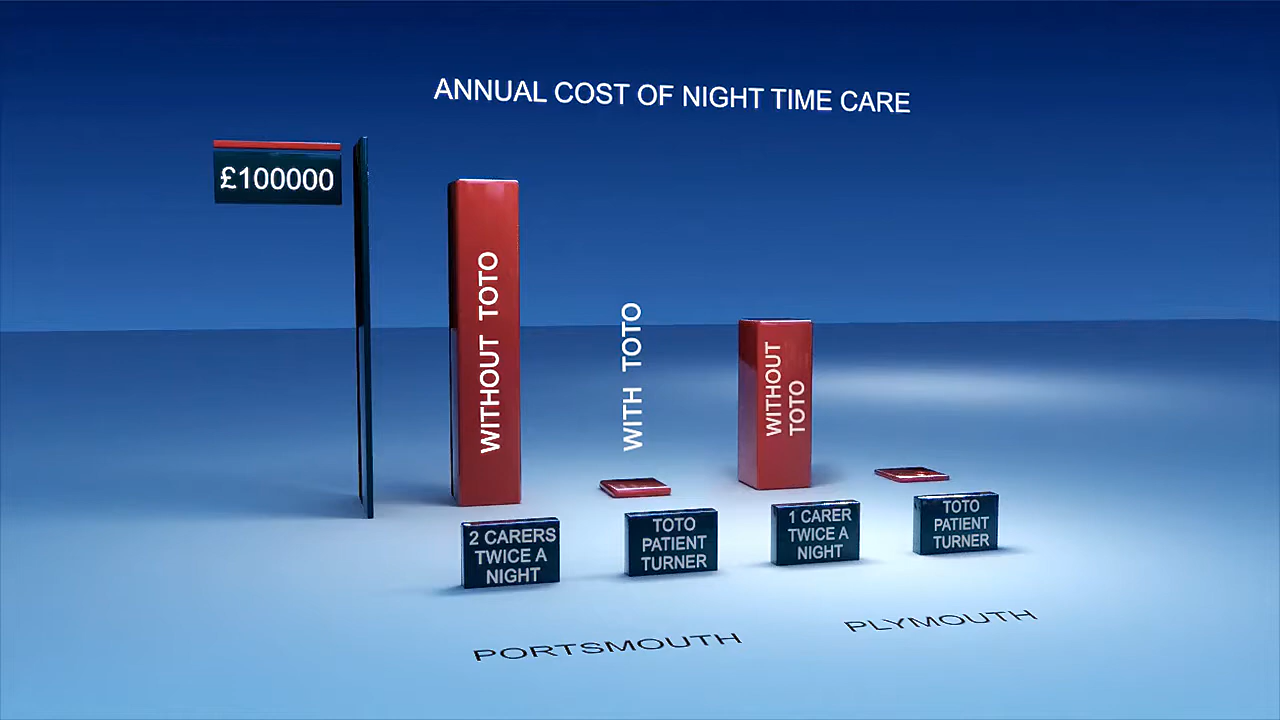 ANNUAL COST OF NIGHT TIME CARE
£100000
WITHOUT TOTO
WITH TOTO
WITHOUT
TOTO
2 CARERS
TWICE A
NIGHT
TOTO
PATIENT
TURNER
1 CARER
TWICE A
NIGHT
TOTO
PATIENT
TURNER
PORTSMOUTH
PLYMOUTH